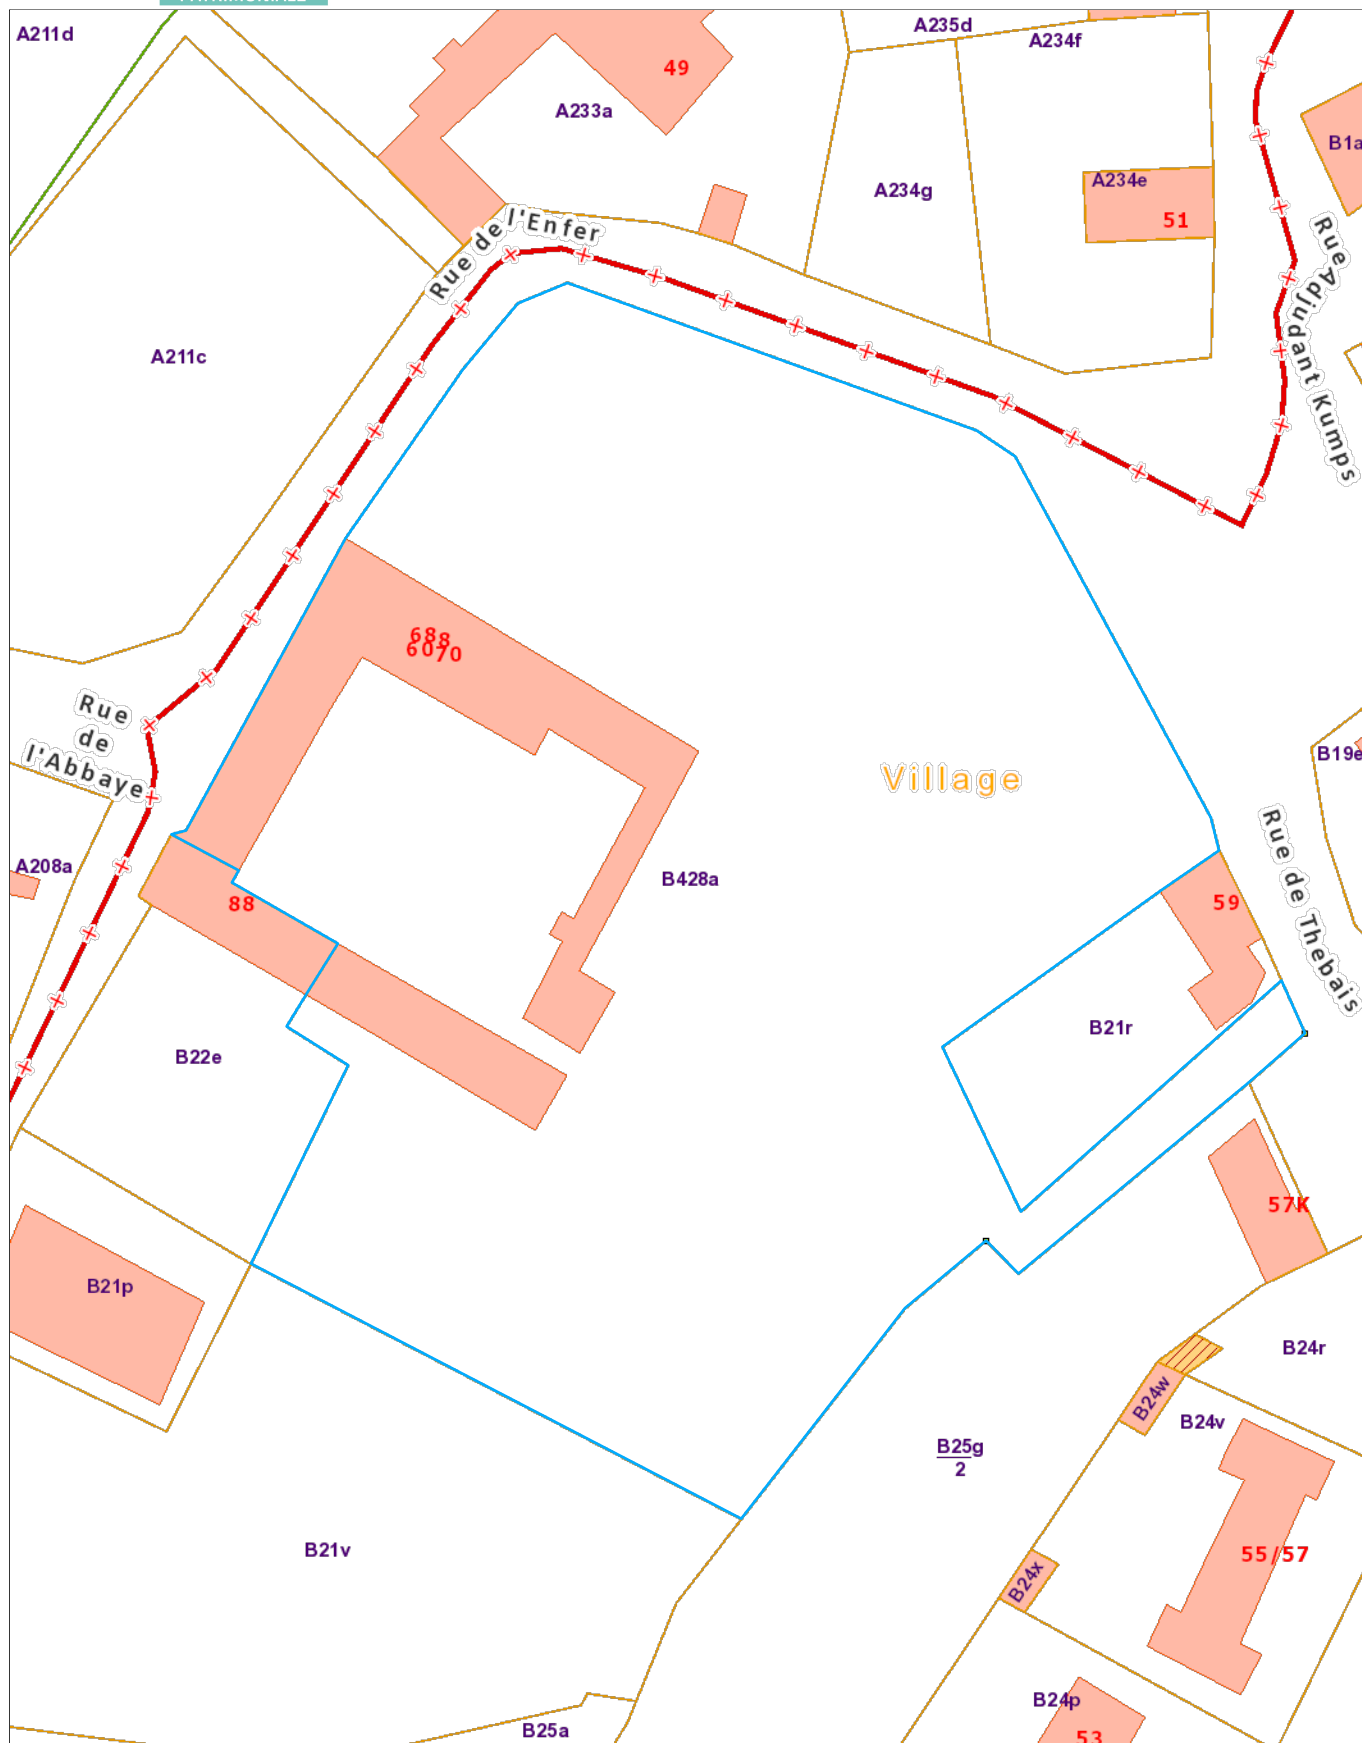 A211d
A235d
A234f
49
A233a
B1a
A234e
A234g
51
Rue de l'Enfer
Rue Adjudant Kumps
A211c
70
Rue
de
l'Abbaye
Village
B19e
A208a
B428a
88
59
Rue de Thebais
B21r
B22e
57K
B21p
B24r
B24w
B24v
B25g
2
B21v
55/57
B24x
B24p
B25a
53